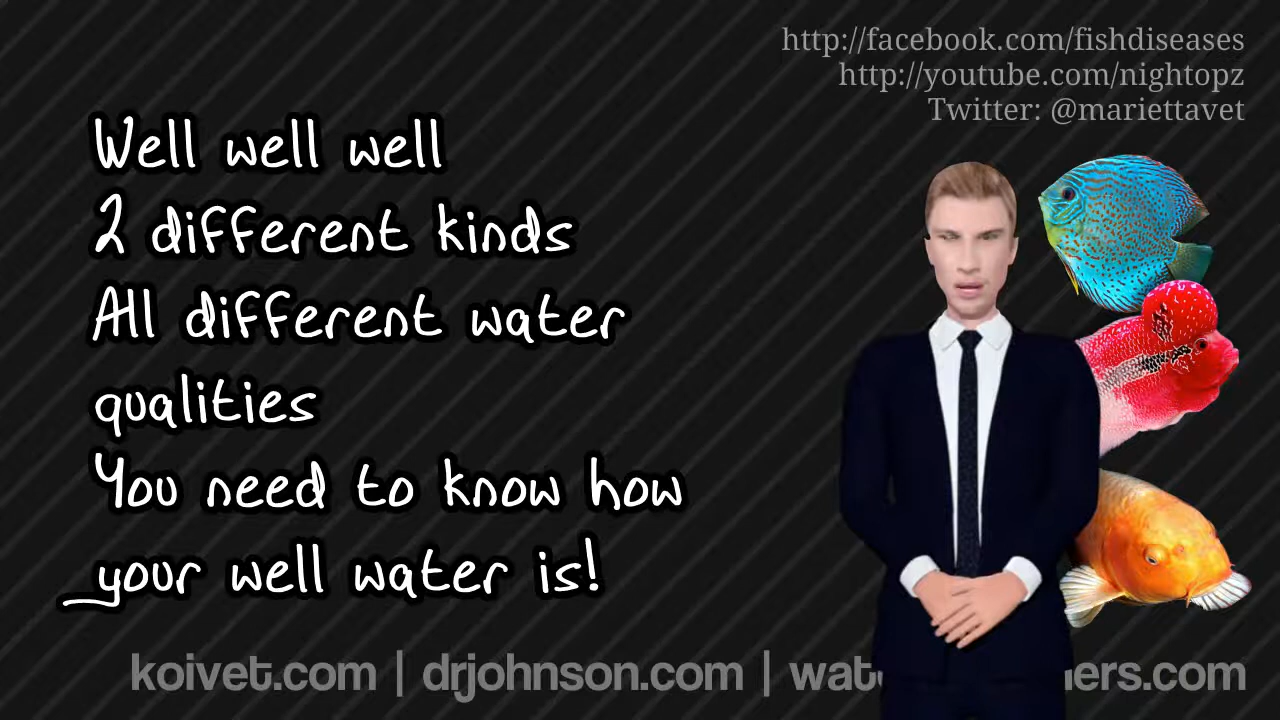 http://facebook.com/fishdiseases
http://youtube.com/nightopz
Twitter: @mariettavet
Well well well
2 different kinds
All different water
qualities
You need to know how
your well water is!
koivet.com | drjohnson.com |